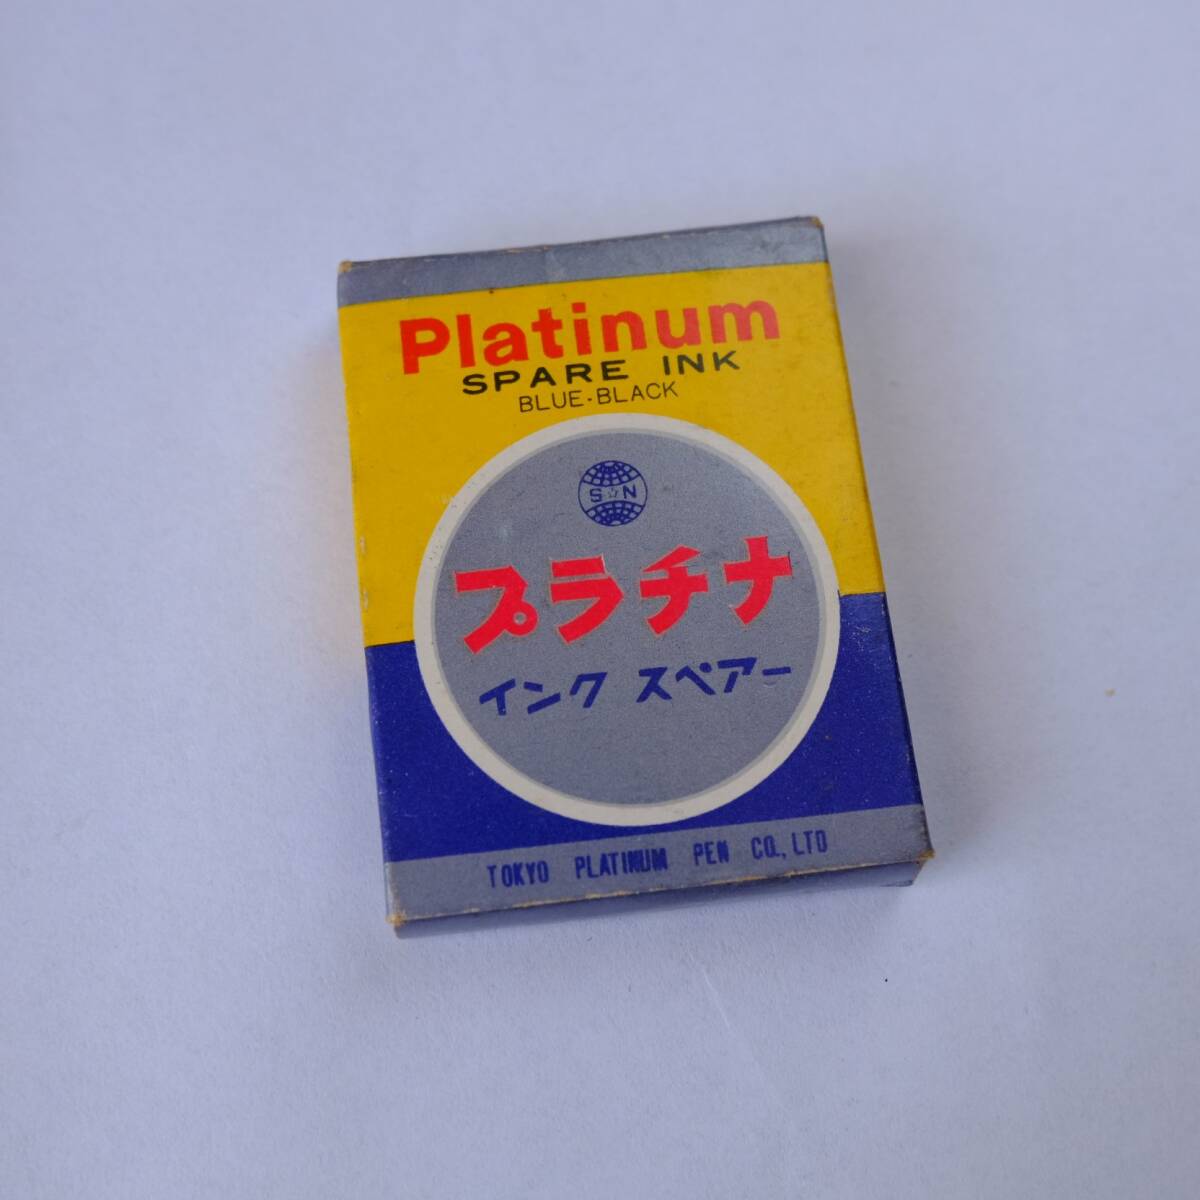 Platinum
SPARE INK
BLUE-BLACK
S☆N
プラチナ
インク スペアー
TOKYO PLATINUM PEN CO., LTD